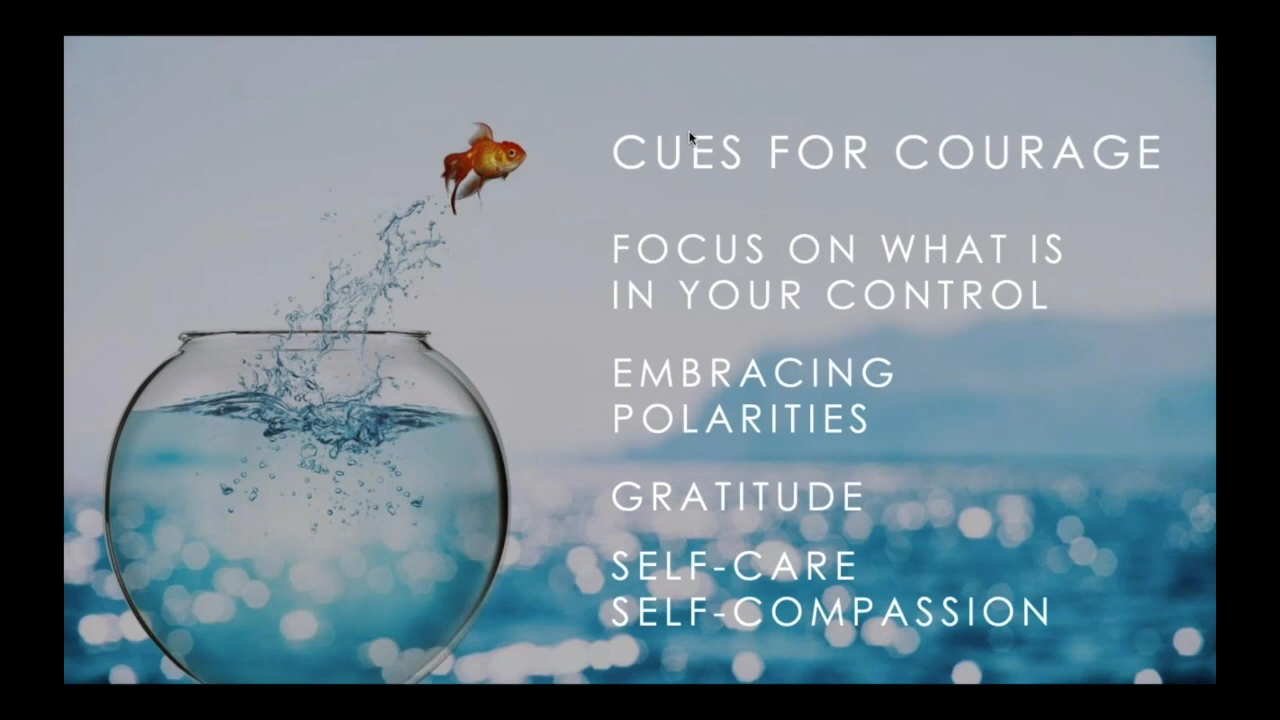 CUES FOR COURAGE
FOCUS ON WHAT IS
IN YOUR CONTROL
EMBRACING
POLARITIES
GRATITUDE
SELF-CARE
SELF-COMPASSION